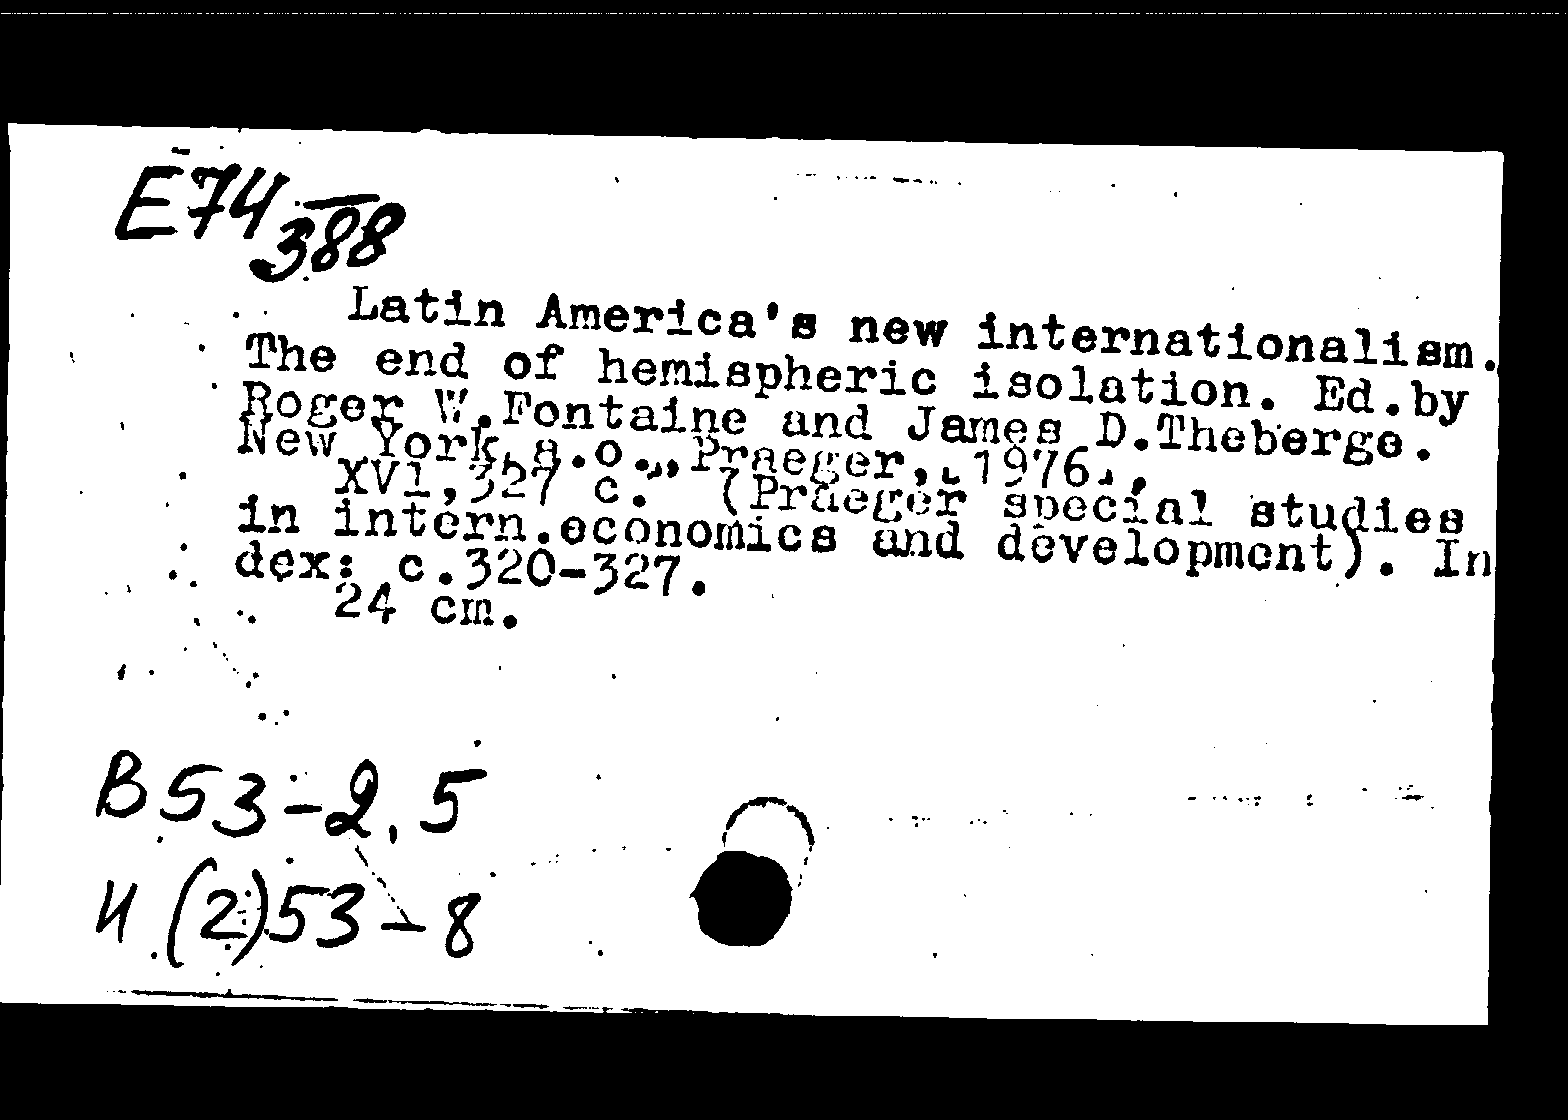 E74
388
Latin America's new internationalism.
The end of hemispheric isolation. Ed.by
Roger W.Fontaine and James D.Theberge.
New York a.o., Praeger, 1976.
XVI,327 c. (Praeger special studies
in intern.economics and development). In
dex: c.320-327.
24 cm.
В 53-2,5
И (2)53-8